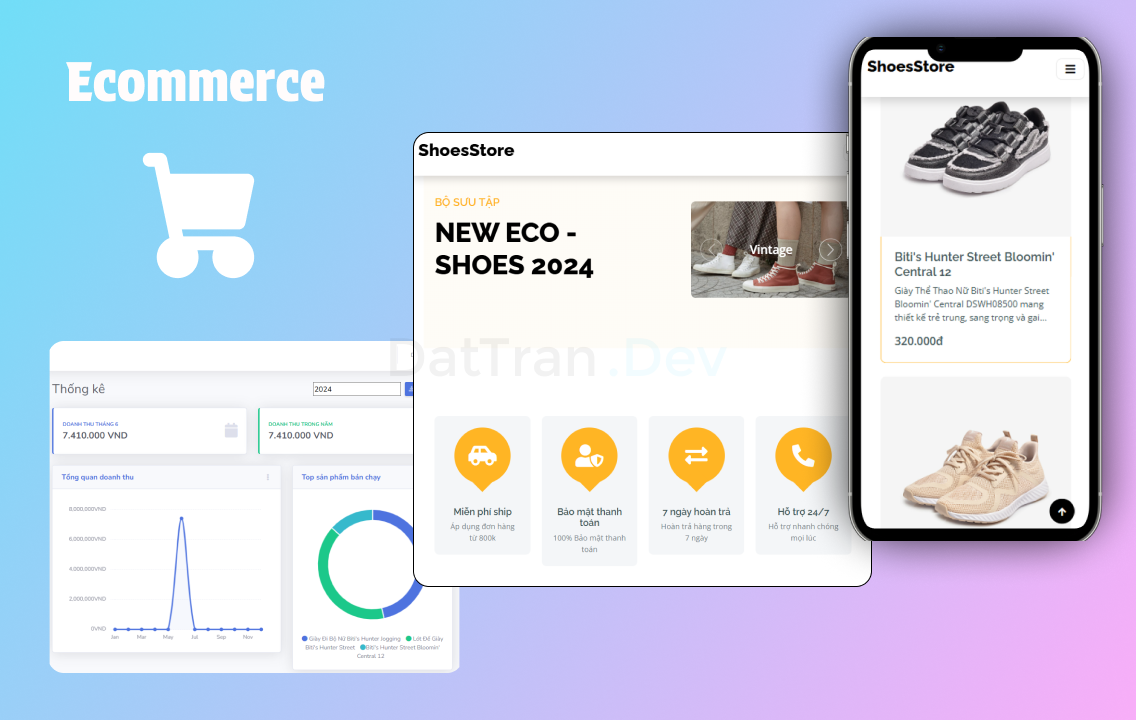 Ecommerce
ShoesStore
BỘ SƯU TẬP
NEW ECO -
SHOES 2024
Vintage
DatTran .Dev
Miễn phí ship
Áp dụng đơn hàng
từ 800k
Bảo mật thanh
toán
100% Bảo mật thanh
toán
7 ngày hoàn trả
Hoàn trả hàng trong
7 ngày
Hỗ trợ 24/7
Hỗ trợ nhanh chóng
mọi lúc
ShoesStore
Biti's Hunter Street Bloomin'
Central 12
Giày Thể Thao Nữ Biti's Hunter Street
Bloomin' Central DSWH08500 mang
thiết kế trẻ trung, sang trọng và gai...
320.000đ
Thống kê
2024
DOANH THU THÁNG 6
7.410.000 VND
DOANH THU TRONG NĂM
7.410.000 VND
Tổng quan doanh thu
8,000,000VND
6,000,000VND
4,000,000VND
2,000,000VND
0VND
Jan Mar May Jul Sep Nov
Top sản phẩm bán chạy
Giày Đi Bộ Nữ Biti's Hunter Jogging Lót Đế Giày
Biti's Hunter Street Biti's Hunter Street Bloomin'
Central 12